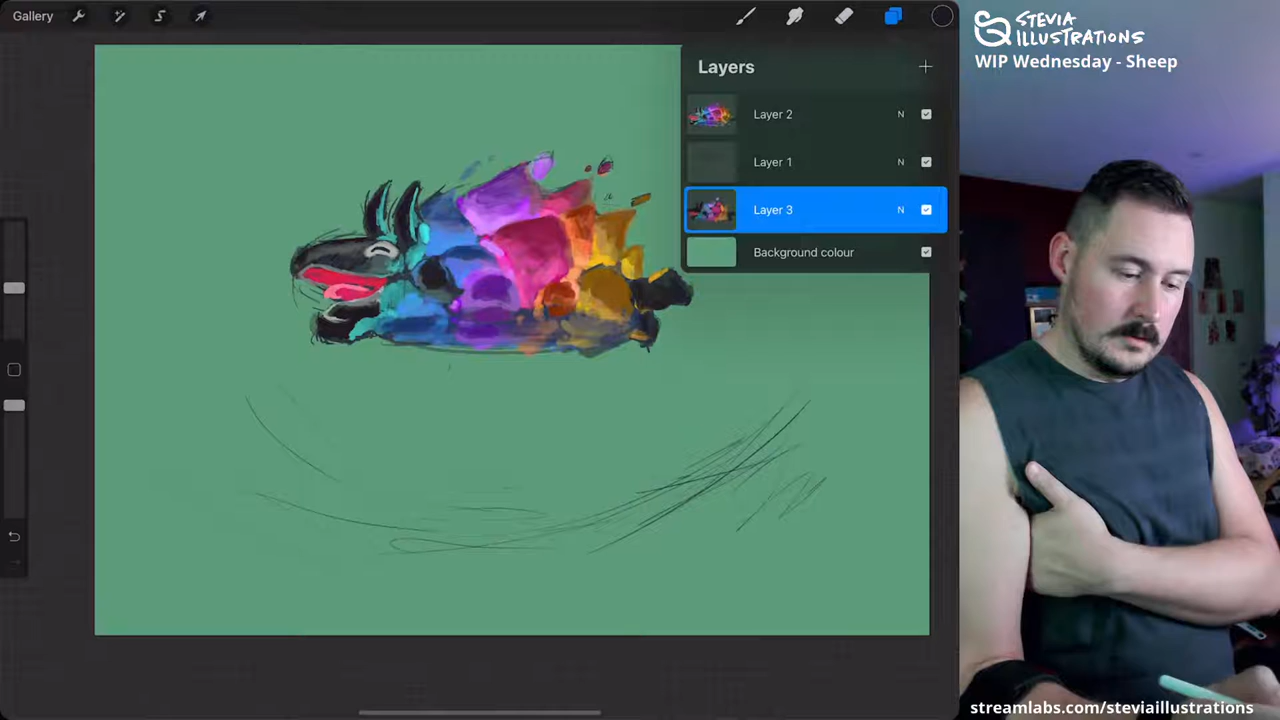 Gallery
Layers
Layer 2 N
Layer 1 N
Layer 3 N
Background colour
STEVIA
ILLUSTRATIONS
WIP Wednesday - Sheep
streamlabs.com/steviaillustrations